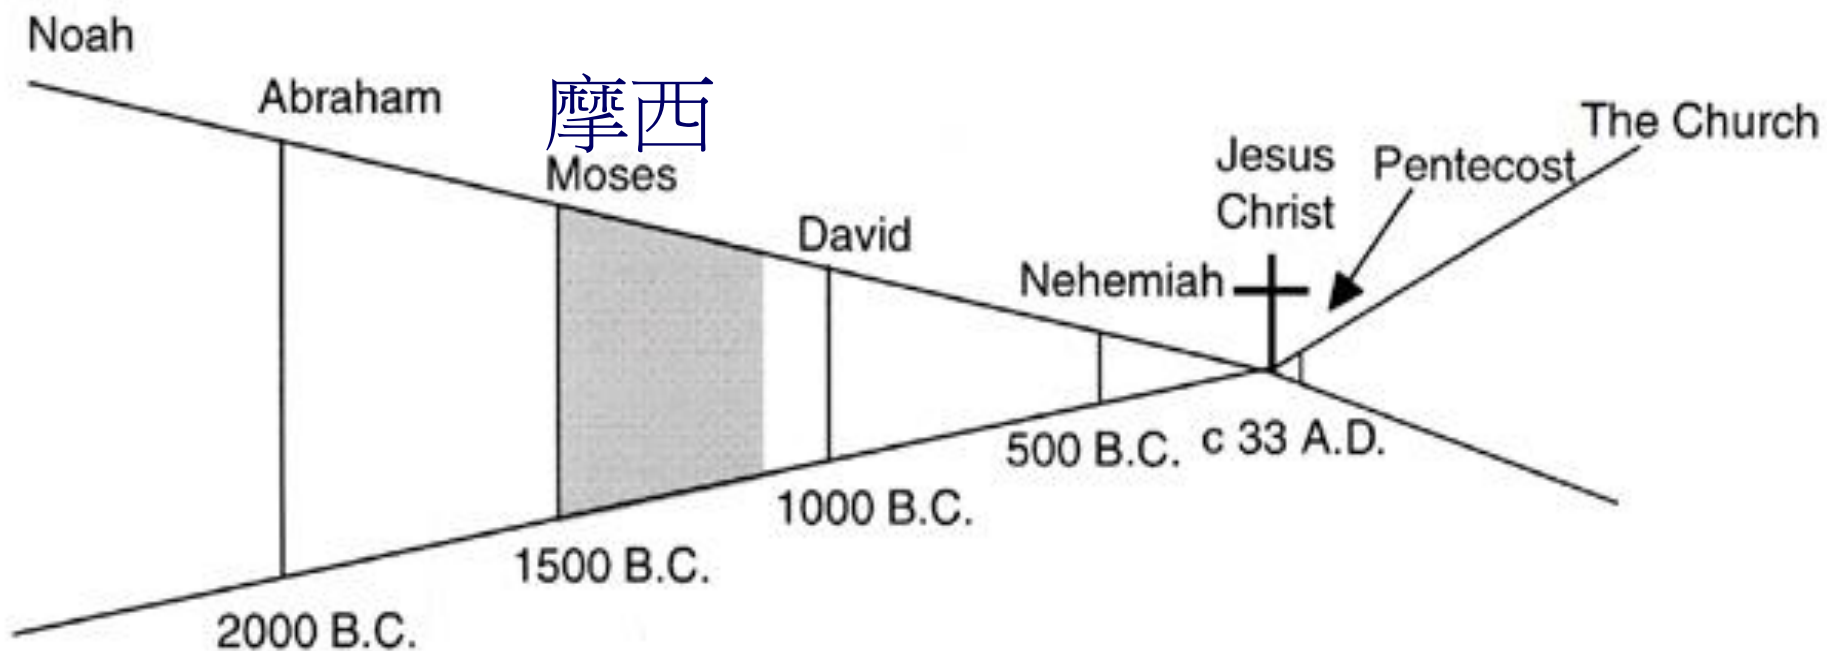 Noah
Abraham
摩西
Moses
David
Nehemiah
Jesus
Christ
Pentecost
The Church
2000 B.C.
1500 B.C.
1000 B.C.
500 B.C.
c 33 A.D.